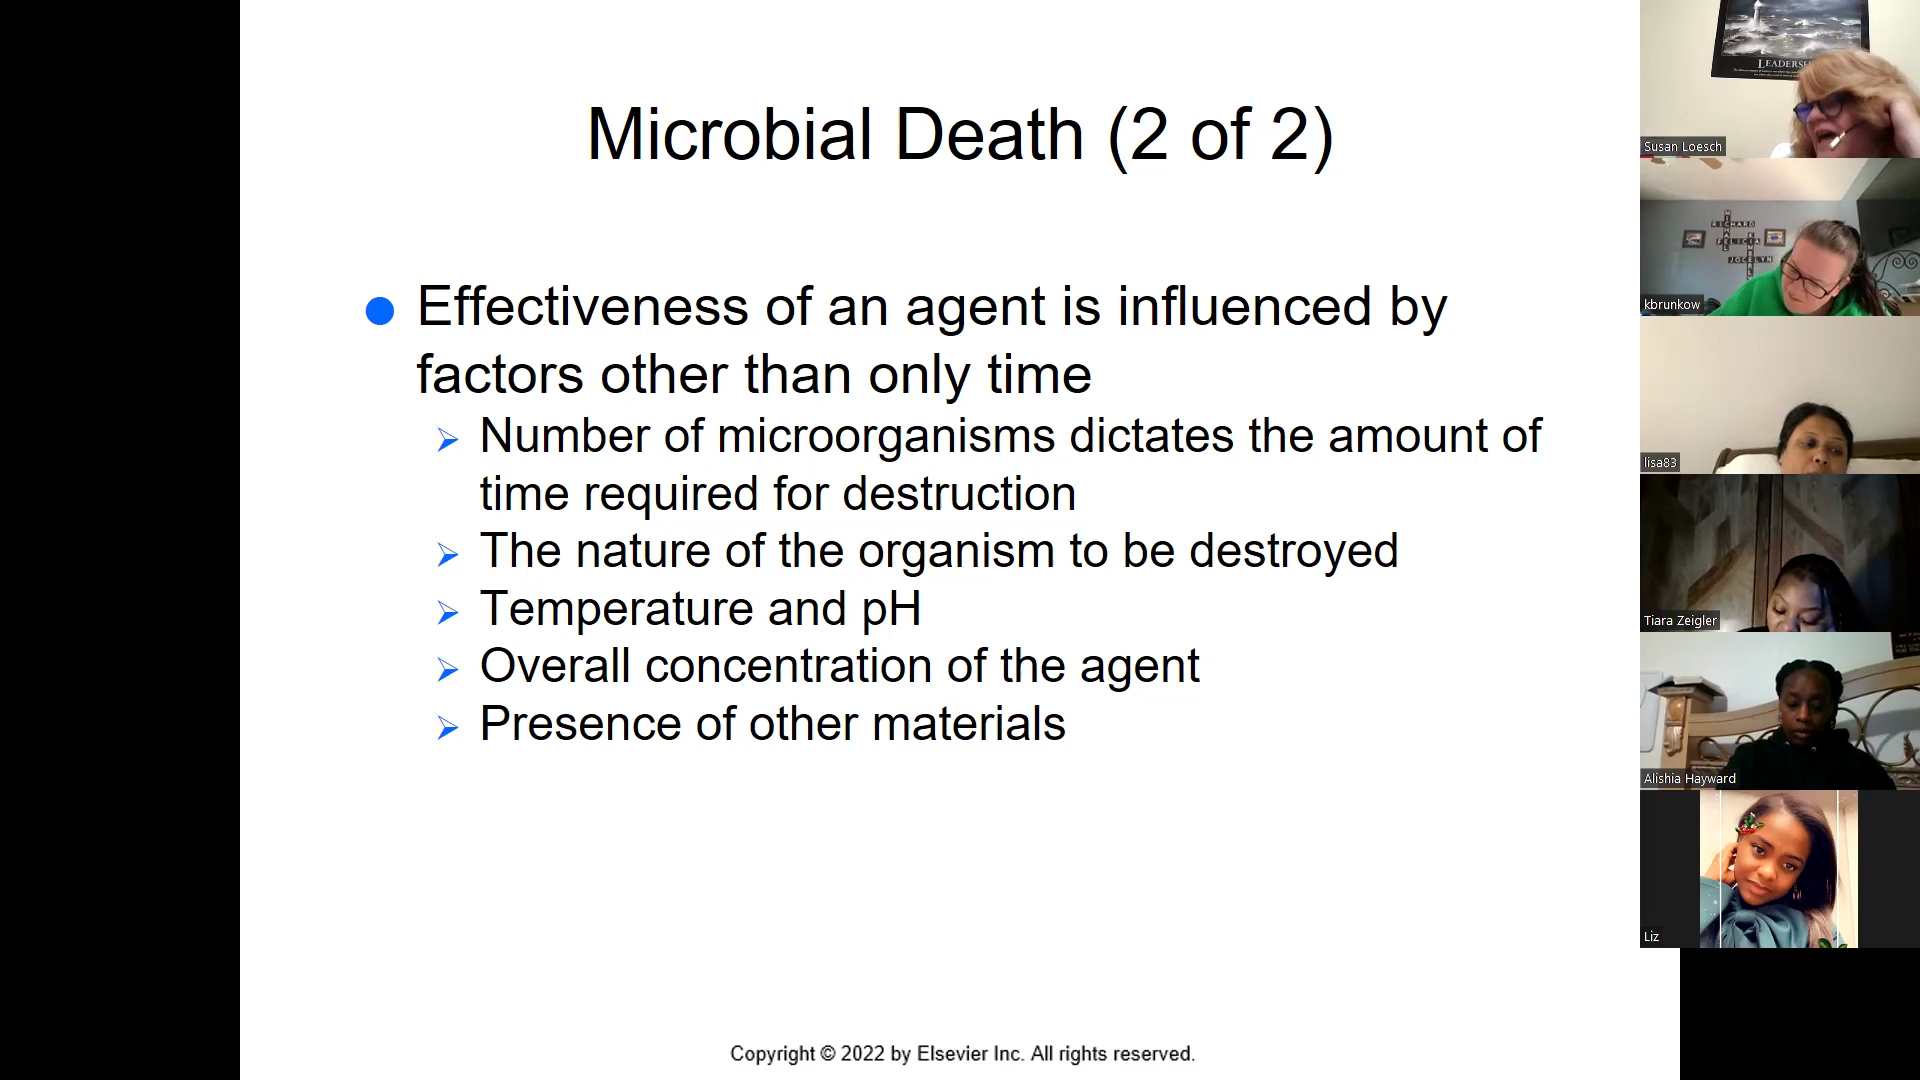 Microbial Death (2 of 2)
Effectiveness of an agent is influenced by
factors other than only time
Number of microorganisms dictates the amount of
time required for destruction
The nature of the organism to be destroyed
Temperature and pH
Overall concentration of the agent
Presence of other materials
Copyright © 2022 by Elsevier Inc. All rights reserved.
Susan Loesch
RICHARD
FELICIA
JOCELYN
kbrunkow
lisa83
Tiara Zeigler
Alishia Hayward
Liz